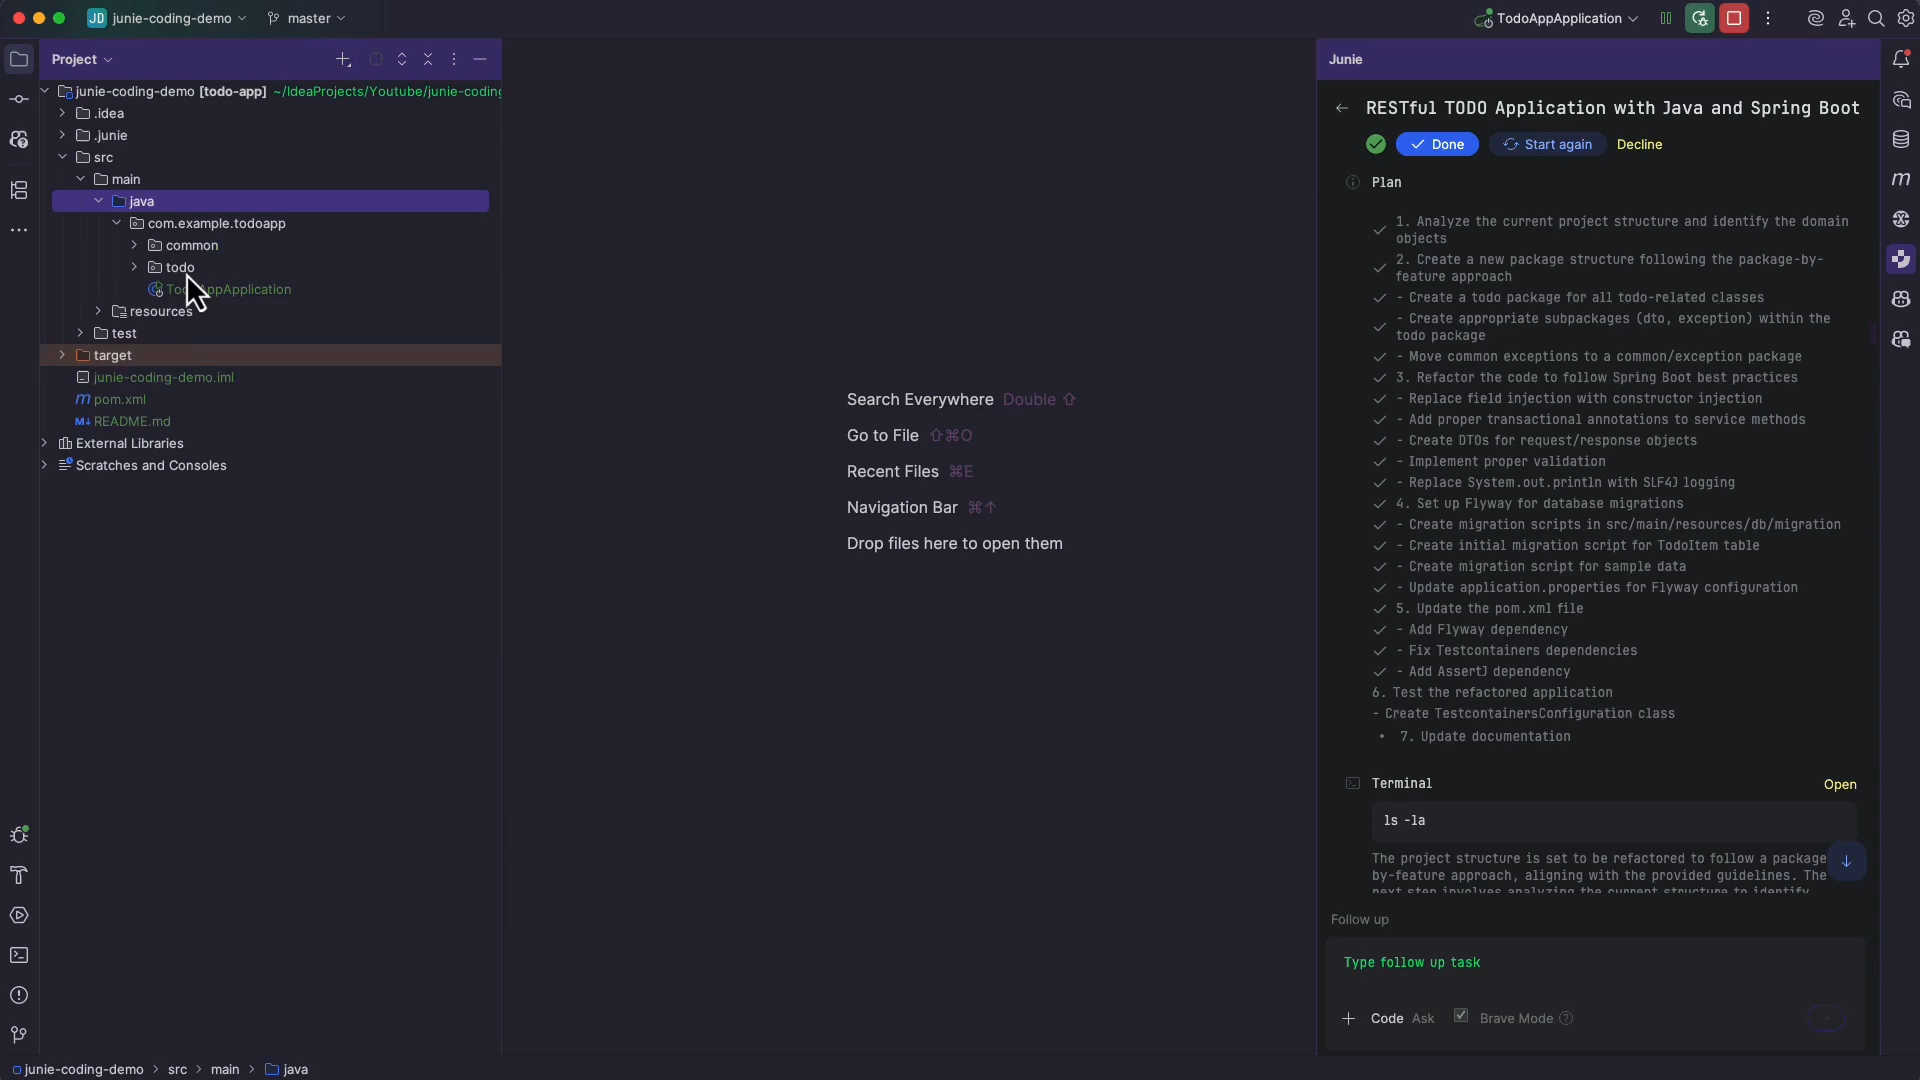 JD junie-coding-demo
master
TodoAppApplication
Project
junie-coding-demo [todo-app] ~/IdeaProjects/Youtube/junie-coding
.idea
.junie
src
main
java
com.example.todoapp
common
todo
resources
test
target
junie-coding-demo.iml
m pom.xml
M↓ README.md
External Libraries
Scratches and Consoles
Search Everywhere Double ⇧
Go to File ⇧⌘O
Recent Files ⌘E
Navigation Bar ⌘↑
Drop files here to open them
Junie
RESTful TODO Application with Java and Spring Boot
Done
Start again
Decline
Plan
1. Analyze the current project structure and identify the domain
objects
2. Create a new package structure following the package-by-
feature approach
- Create a todo package for all todo-related classes
- Create appropriate subpackages (dto, exception) within the
todo package
- Move common exceptions to a common/exception package
3. Refactor the code to follow Spring Boot best practices
- Replace field injection with constructor injection
- Add proper transactional annotations to service methods
- Create DTOs for request/response objects
- Implement proper validation
- Replace System.out.println with SLF4J logging
4. Set up Flyway for database migrations
- Create migration scripts in src/main/resources/db/migration
- Create initial migration script for TodoItem table
- Create migration script for sample data
- Update application.properties for Flyway configuration
5. Update the pom.xml file
- Add Flyway dependency
- Fix Testcontainers dependencies
- Add AssertJ dependency
6. Test the refactored application
- Create TestcontainersConfiguration class
• 7. Update documentation
Terminal
Open
ls -la
The project structure is set to be refactored to follow a package
by-feature approach, aligning with the provided guidelines. The
next step involves analyzing the current structure to identify
Follow up
Type follow up task
Code Ask Brave Mode
m
junie-coding-demo > src > main > java